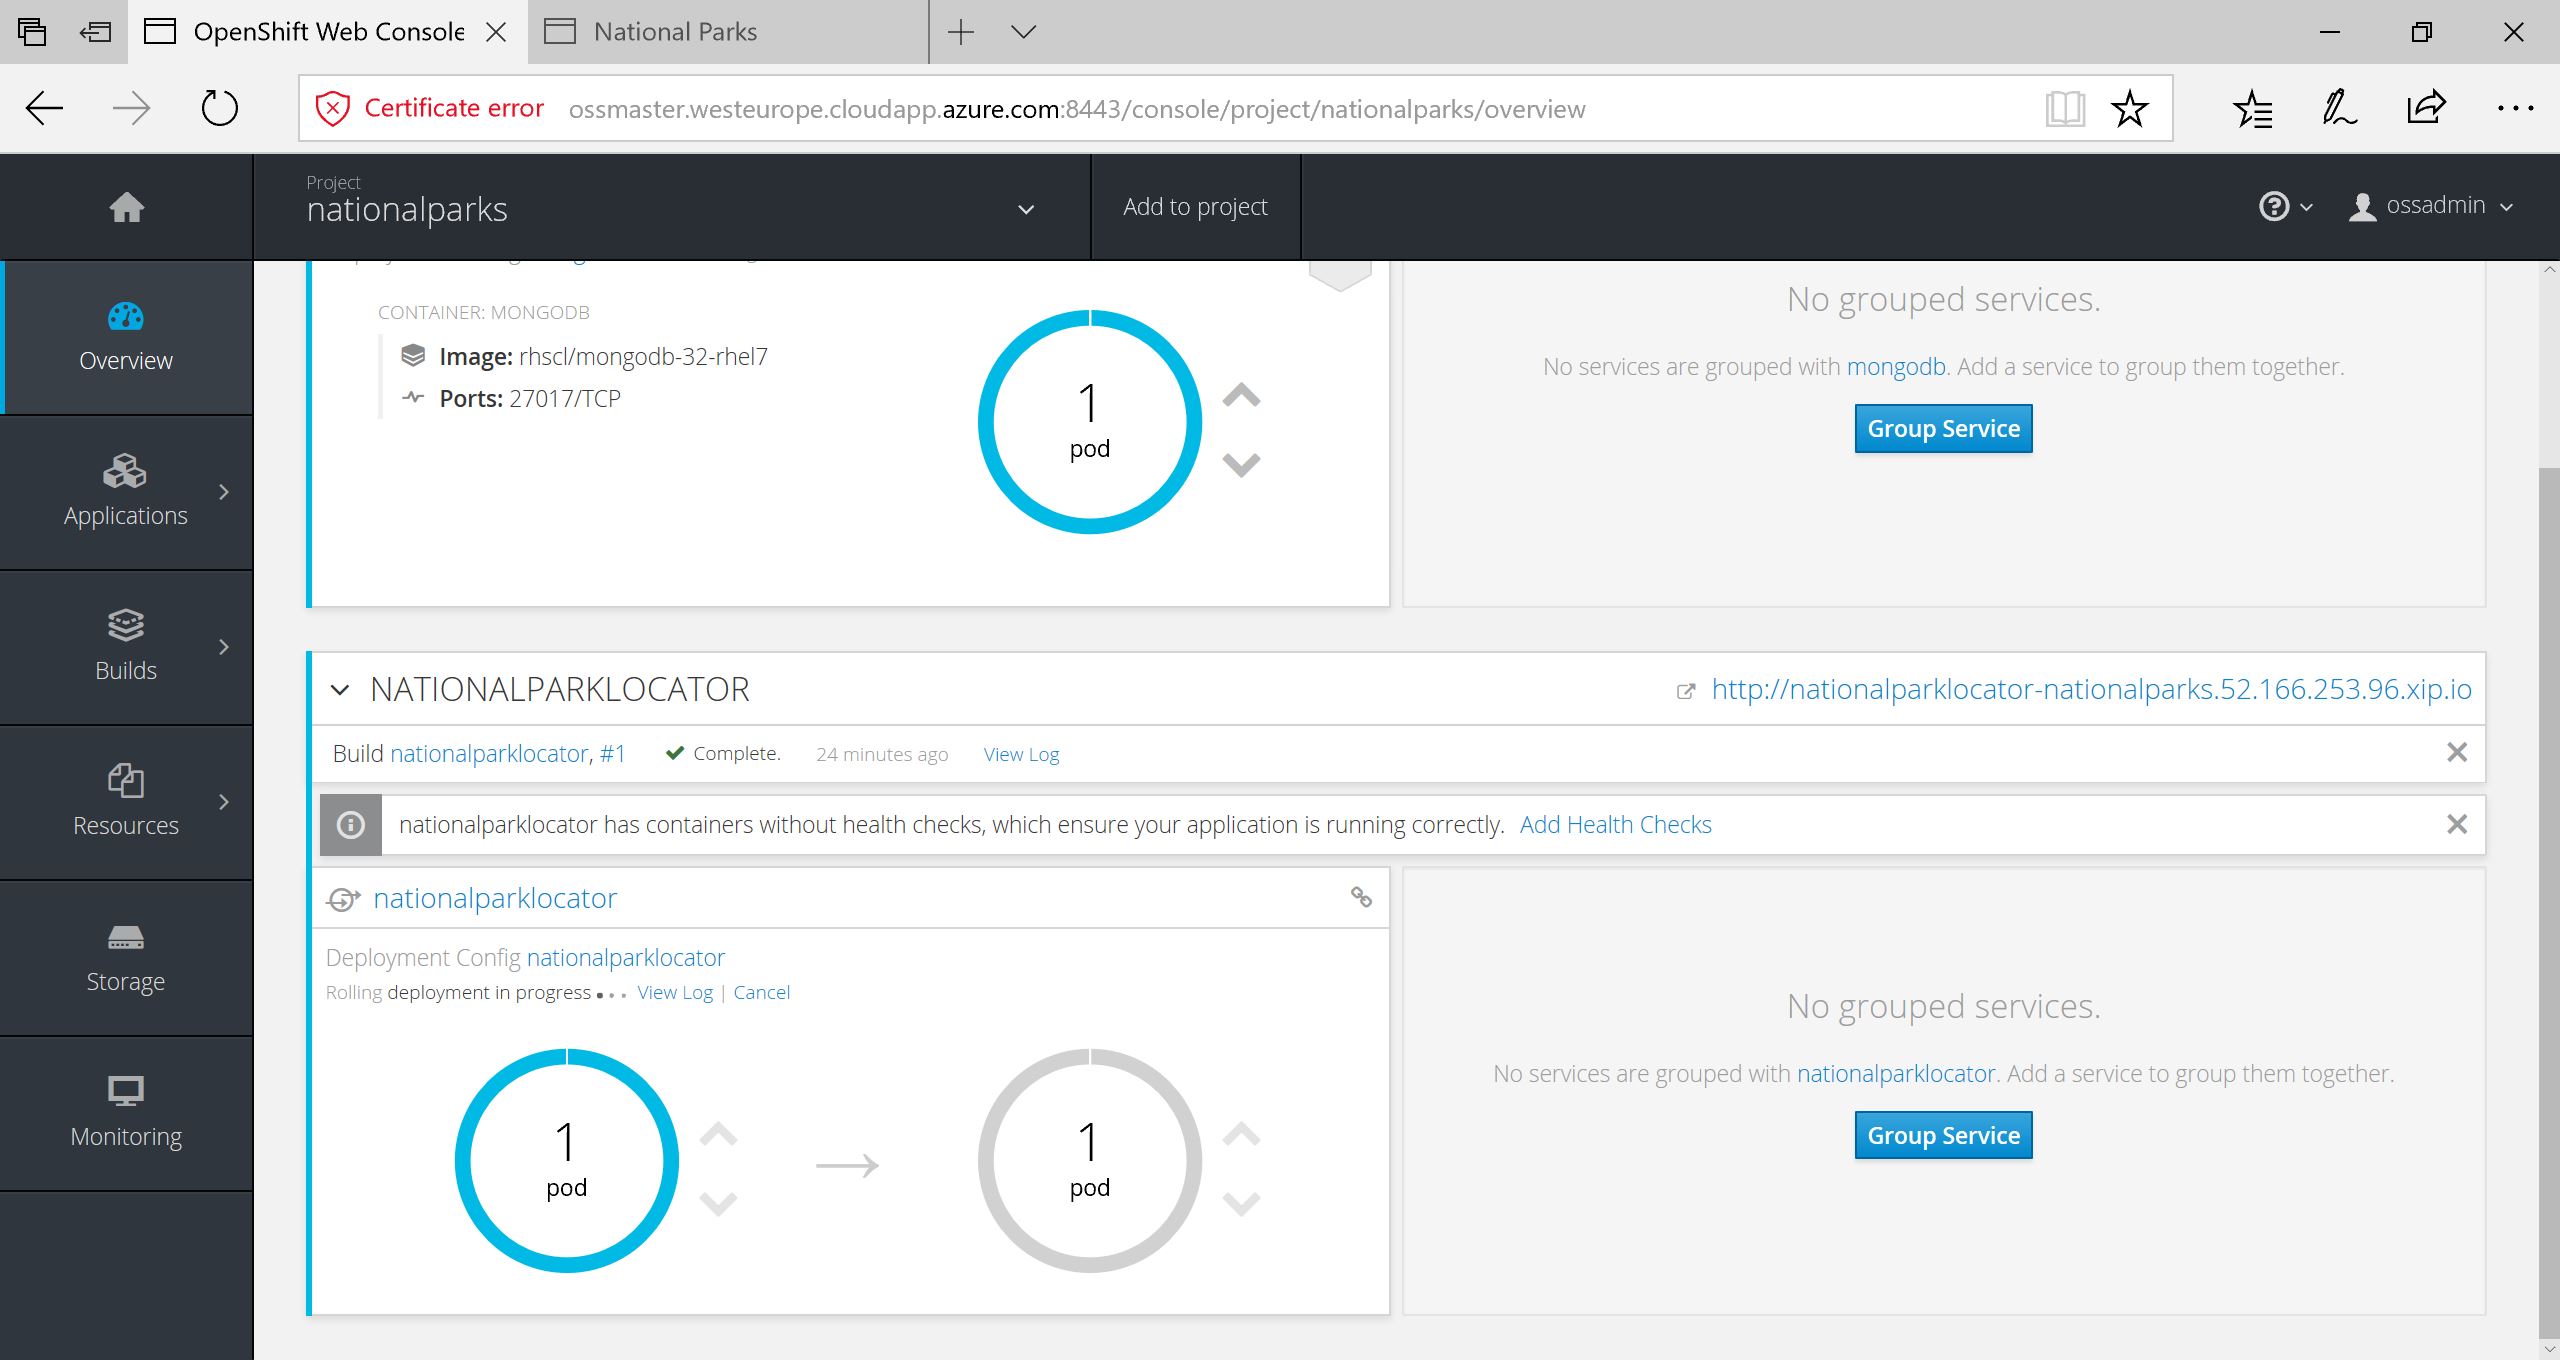 OpenShift Web Console
National Parks
Certificate error ossmaster.westeurope.cloudapp.azure.com:8443/console/project/nationalparks/overview
Project
nationalparks
Add to project
ossadmin
Overview
Applications
Builds
Resources
Storage
Monitoring
CONTAINER: MONGODB
Image: rhscl/mongodb-32-rhel7
Ports: 27017/TCP
1
pod
No grouped services.
No services are grouped with mongodb. Add a service to group them together.
Group Service
NATIONALPARKLOCATOR
http://nationalparklocator-nationalparks.52.166.253.96.xip.io
Build nationalparklocator, #1 Complete. 24 minutes ago View Log
nationalparklocator has containers without health checks, which ensure your application is running correctly. Add Health Checks
nationalparklocator
Deployment Config nationalparklocator
Rolling deployment in progress View Log | Cancel
1
pod
1
pod
No grouped services.
No services are grouped with nationalparklocator. Add a service to group them together.
Group Service